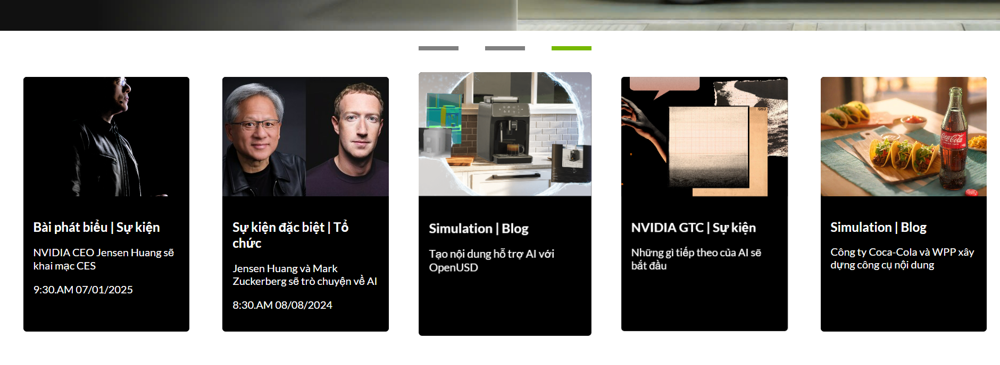 Bài phát biểu | Sự kiện
NVIDIA CEO Jensen Huang sẽ
khai mạc CES
9:30.AM 07/01/2025
Sự kiện đặc biệt | Tổ
chức
Jensen Huang và Mark
Zuckerberg sẽ trò chuyện về AI
8:30.AM 08/08/2024
Simulation | Blog
Tạo nội dung hỗ trợ AI với
OpenUSD
G63
NVIDIA GTC | Sự kiện
Những gì tiếp theo của AI sẽ
bắt đầu
Coca-Cola
Simulation | Blog
Công ty Coca-Cola và WPP xây
dựng công cụ nội dung